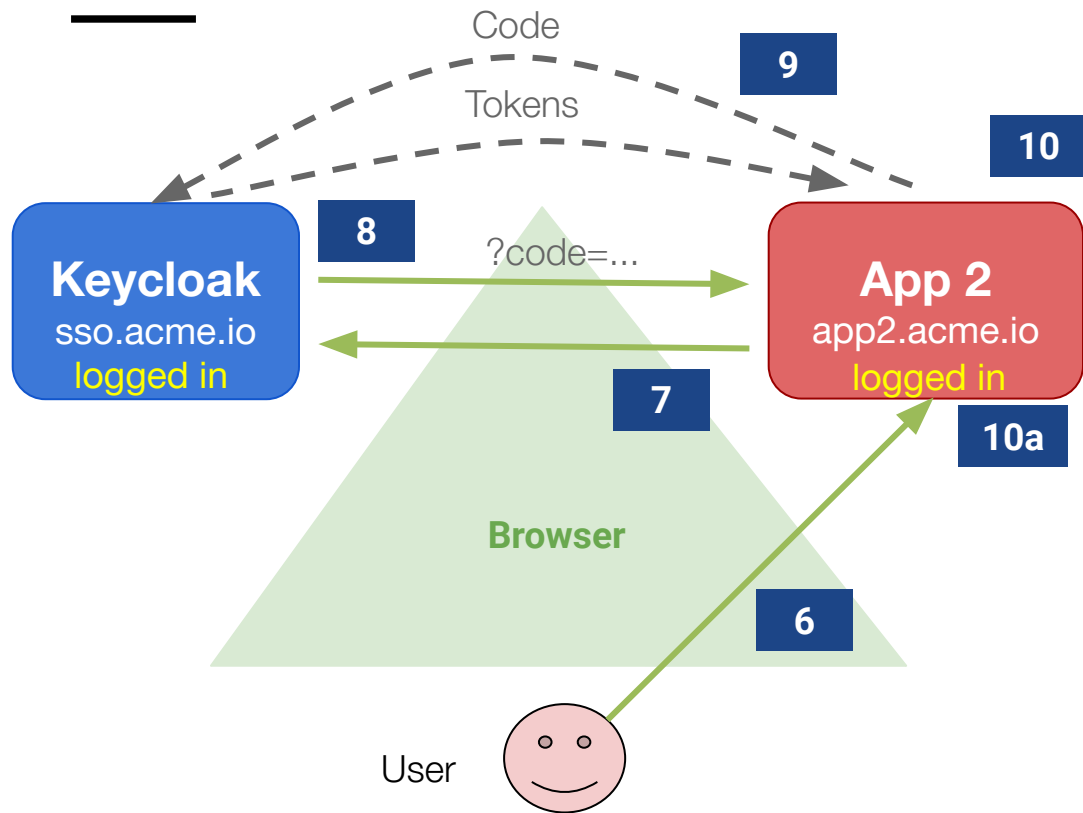 Code
9
Tokens
10
8
?code=...
Keycloak
sso.acme.io
logged in
App 2
app2.acme.io
logged in
7
10a
Browser
6
User